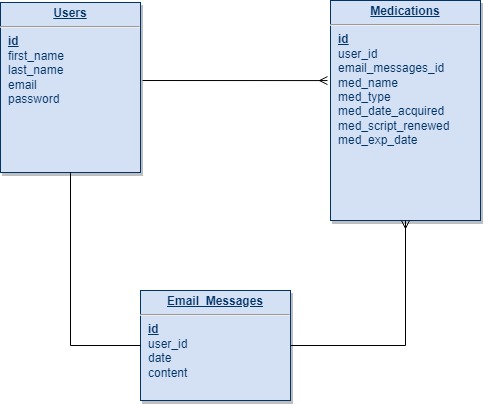 Users
id
first_name
last_name
email
password
Medications
id
user_id
email_messages_id
med_name
med_type
med_date_acquired
med_script_renewed
med_exp_date
Email_Messages
id
user_id
date
content